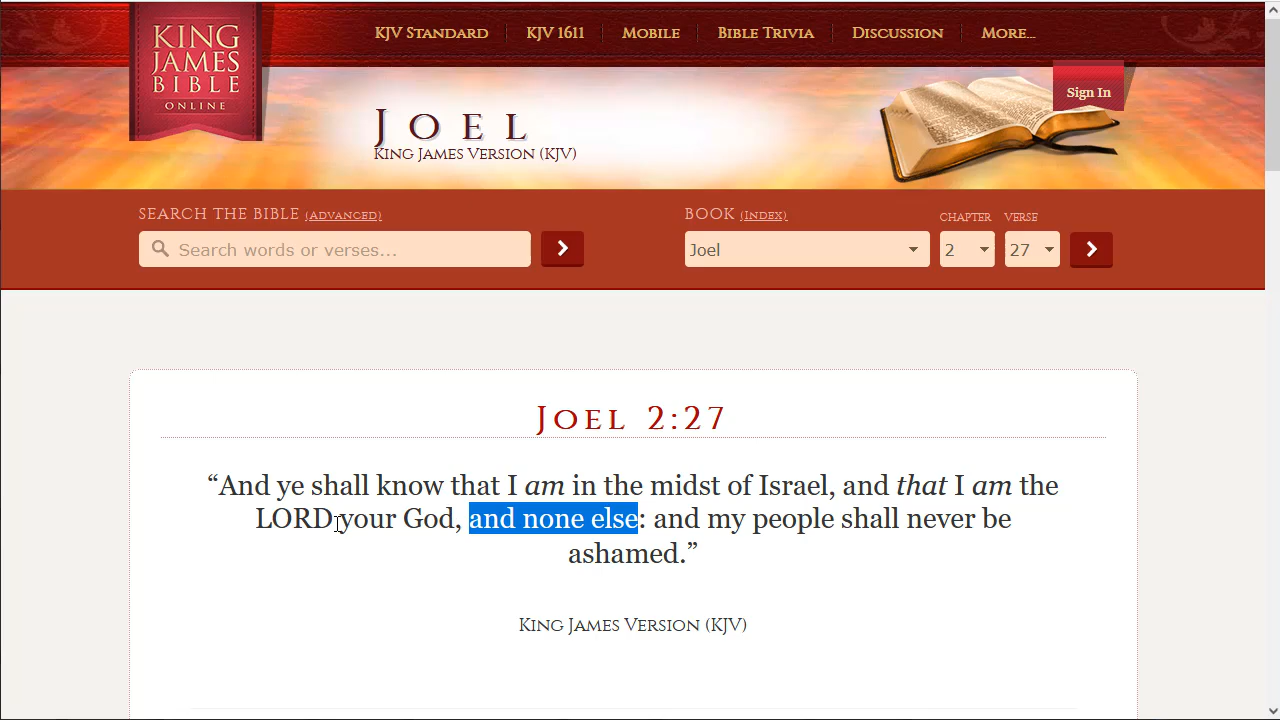 KING
JAMES
BIBLE
ONLINE
KJV STANDARD
KJV 1611
MOBILE
BIBLE TRIVIA
DISCUSSION
MORE...
Sign In
JOEL
KING JAMES VERSION (KJV)
SEARCH THE BIBLE (ADVANCED)
Search words or verses...
BOOK (INDEX)
CHAPTER
VERSE
Joel
2
27
JOEL 2:27
“And ye shall know that I am in the midst of Israel, and that I am the
LORD your God, and none else: and my people shall never be
ashamed.”
KING JAMES VERSION (KJV)